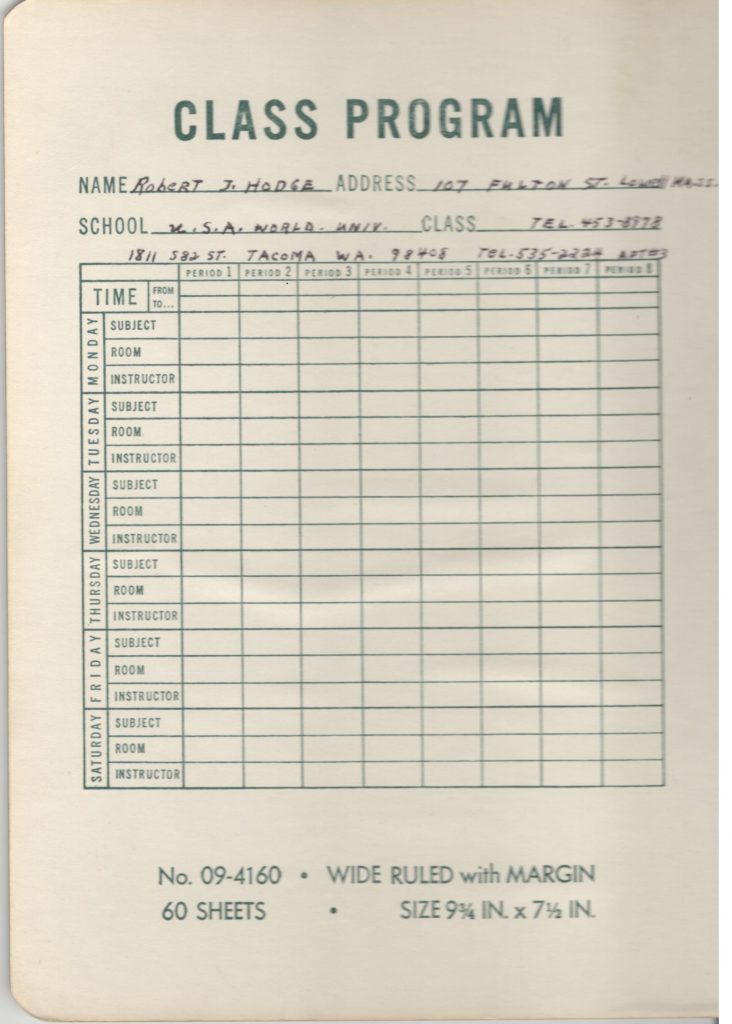 CLASS PROGRAM
NAME Robert J. Hodge ADDRESS 107 Fulton St. Lowell Mass.
SCHOOL U.S.A. World. Univ. CLASS Tel. 453-8978
1811 S 82 St. Tacoma WA. 98408 Tel-535-2224 Apt#3
PERIOD 1 PERIOD 2 PERIOD 3 PERIOD 4 PERIOD 5 PERIOD 6 PERIOD 7 PERIOD 8
TIME FROM TO...
MONDAY
SUBJECT
ROOM
INSTRUCTOR
TUESDAY
SUBJECT
ROOM
INSTRUCTOR
WEDNESDAY
SUBJECT
ROOM
INSTRUCTOR
THURSDAY
SUBJECT
ROOM
INSTRUCTOR
FRIDAY
SUBJECT
ROOM
INSTRUCTOR
SATURDAY
SUBJECT
ROOM
INSTRUCTOR
No. 09-4160 • WIDE RULED with MARGIN
60 SHEETS • SIZE 9¾ IN. x 7½ IN.